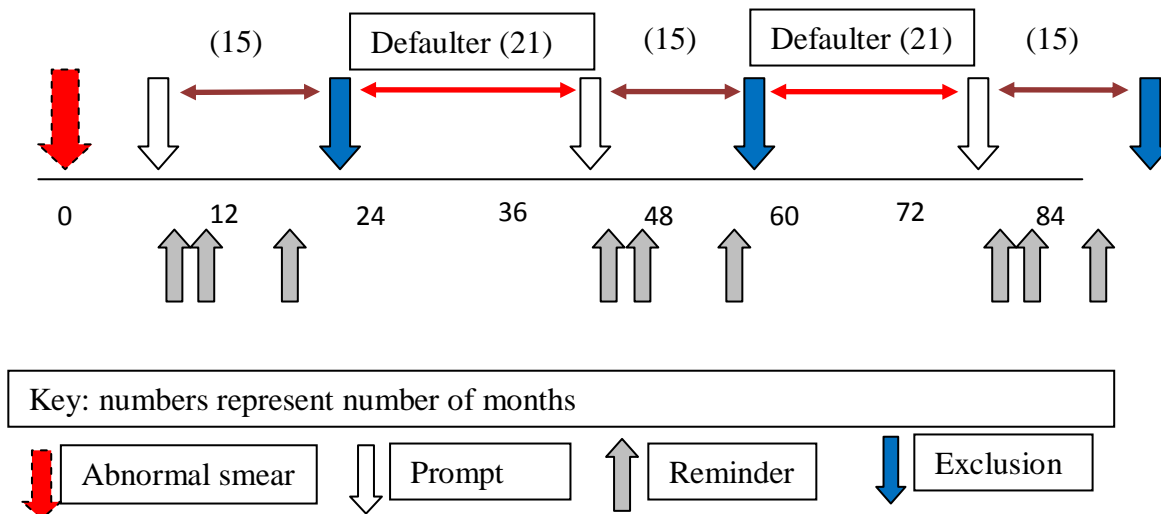 (15) Defaulter (21) (15) Defaulter (21) (15)
0 12 24 36 48 60 72 84
Key: numbers represent number of months
Abnormal smear Prompt Reminder Exclusion